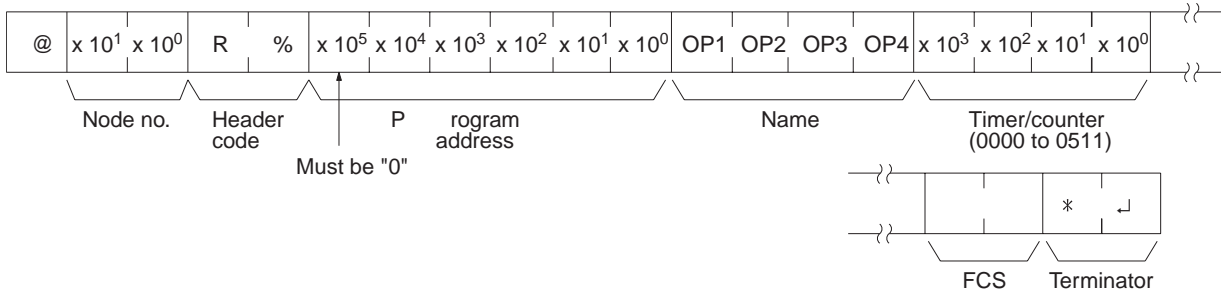 @ x 10¹ x 10⁰ R % x 10⁵ x 10⁴ x 10³ x 10² x 10¹ x 10⁰ OP1 OP2 OP3 OP4 x 10³ x 10² x 10¹ x 10⁰
Node no. Header code P rogram address Name Timer/counter (0000 to 0511)
Must be "0"
* ↵
FCS Terminator